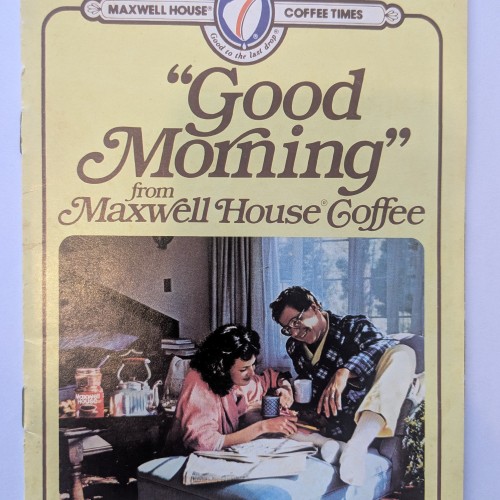 MAXWELL HOUSE® COFFEE TIMES
Good to the last drop®
“Good
Morning”
from
Maxwell House® Coffee
MAXWELL
HOUSE